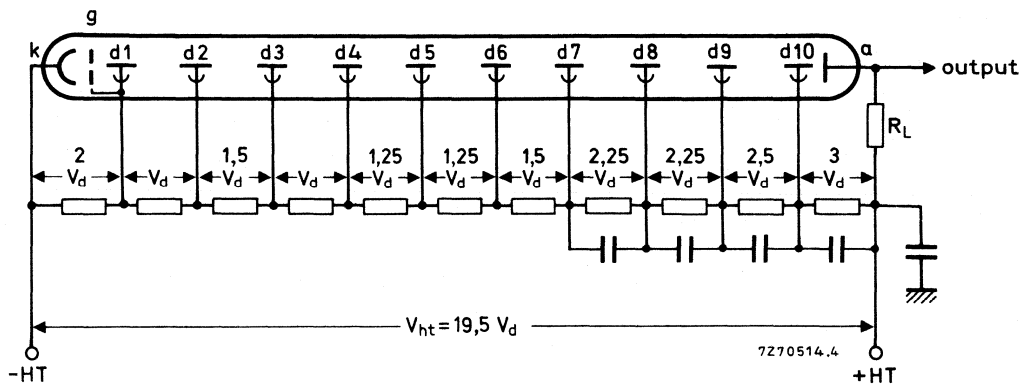 g
k d1 d2 d3 d4 d5 d6 d7 d8 d9 d10 a
output
R_L
2 1,5 1,25 1,25 1,5 2,25 2,25 2,5 3
V_d V_d V_d V_d V_d V_d V_d V_d V_d V_d V_d
V_ht = 19,5 V_d
7Z70514.4
-HT +HT